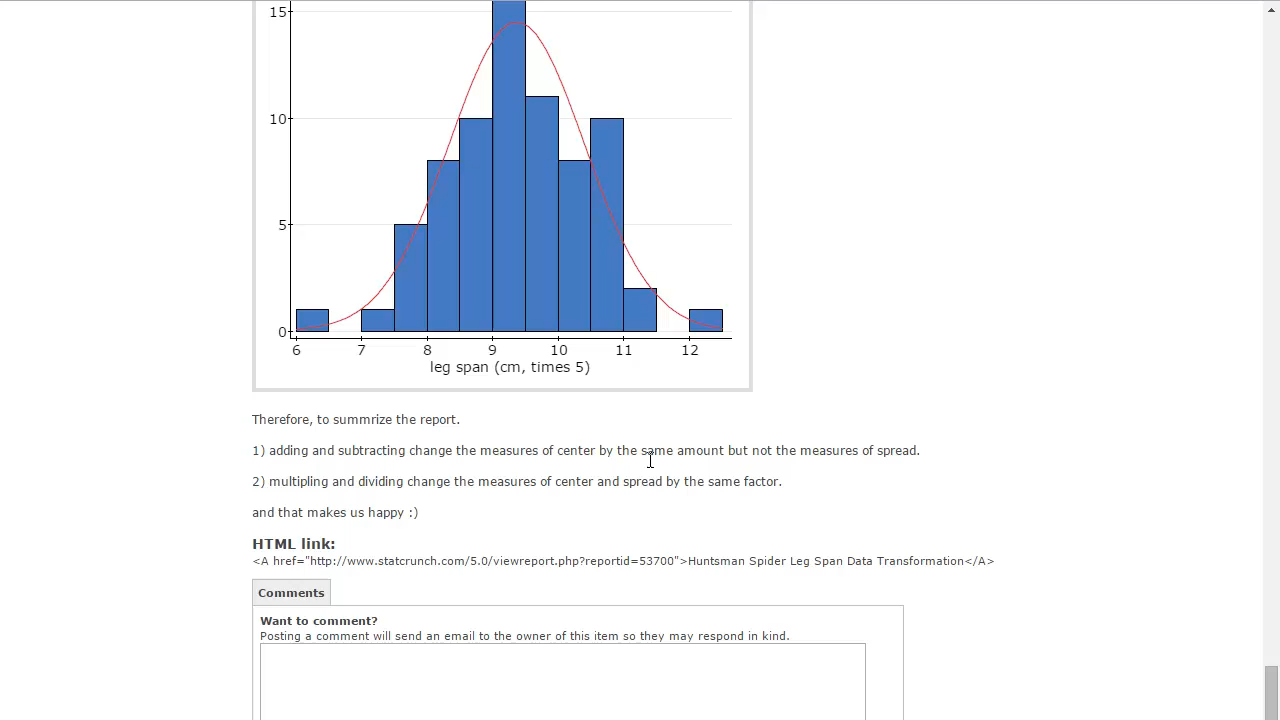 15
10
5
0
6 7 8 9 10 11 12
leg span (cm, times 5)
Therefore, to summrize the report.
1) adding and subtracting change the measures of center by the same amount but not the measures of spread.
2) multipling and dividing change the measures of center and spread by the same factor.
and that makes us happy :)
HTML link:
<A href="http://www.statcrunch.com/5.0/viewreport.php?reportid=53700">Huntsman Spider Leg Span Data Transformation</A>
Comments
Want to comment?
Posting a comment will send an email to the owner of this item so they may respond in kind.